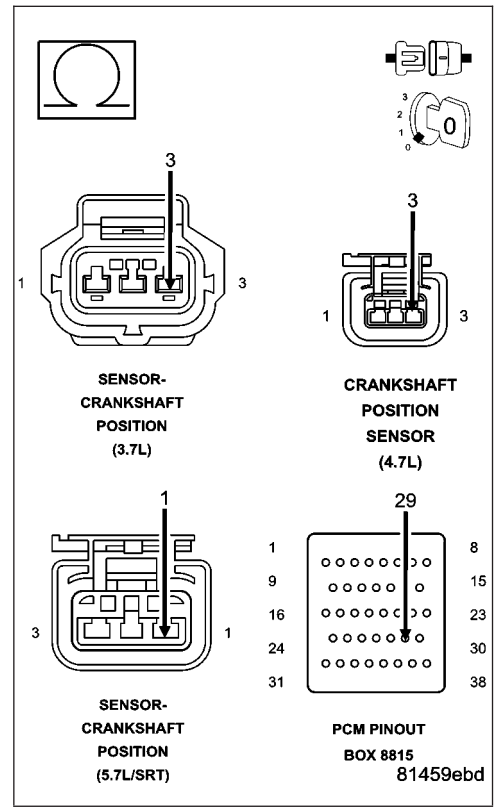 3
2
1
0
0
3
1 3
SENSOR-
CRANKSHAFT
POSITION
(3.7L)
3
1 3
CRANKSHAFT
POSITION
SENSOR
(4.7L)
1
3 1
SENSOR-
CRANKSHAFT
POSITION
(5.7L/SRT)
29
1 8
9 15
16 23
24 30
31 38
PCM PINOUT
BOX 8815
81459ebd